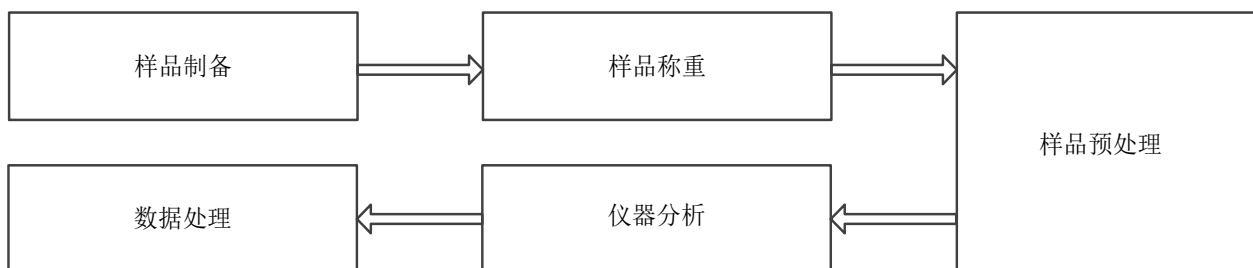 样品制备
样品称重
样品预处理
仪器分析
数据处理